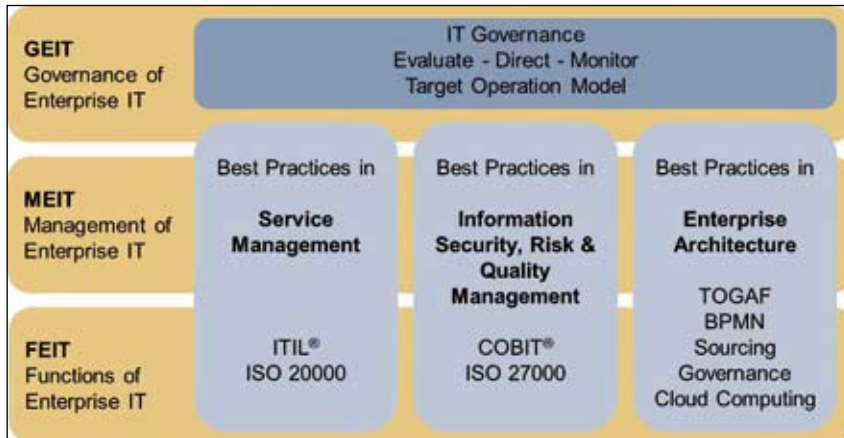 GEIT
Governance of
Enterprise IT
IT Governance
Evaluate - Direct - Monitor
Target Operation Model
MEIT
Management of
Enterprise IT
FEIT
Functions of
Enterprise IT
Best Practices in
Service
Management
ITIL®
ISO 20000
Best Practices in
Information
Security, Risk &
Quality
Management
COBIT®
ISO 27000
Best Practices in
Enterprise
Architecture
TOGAF
BPMN
Sourcing
Governance
Cloud Computing